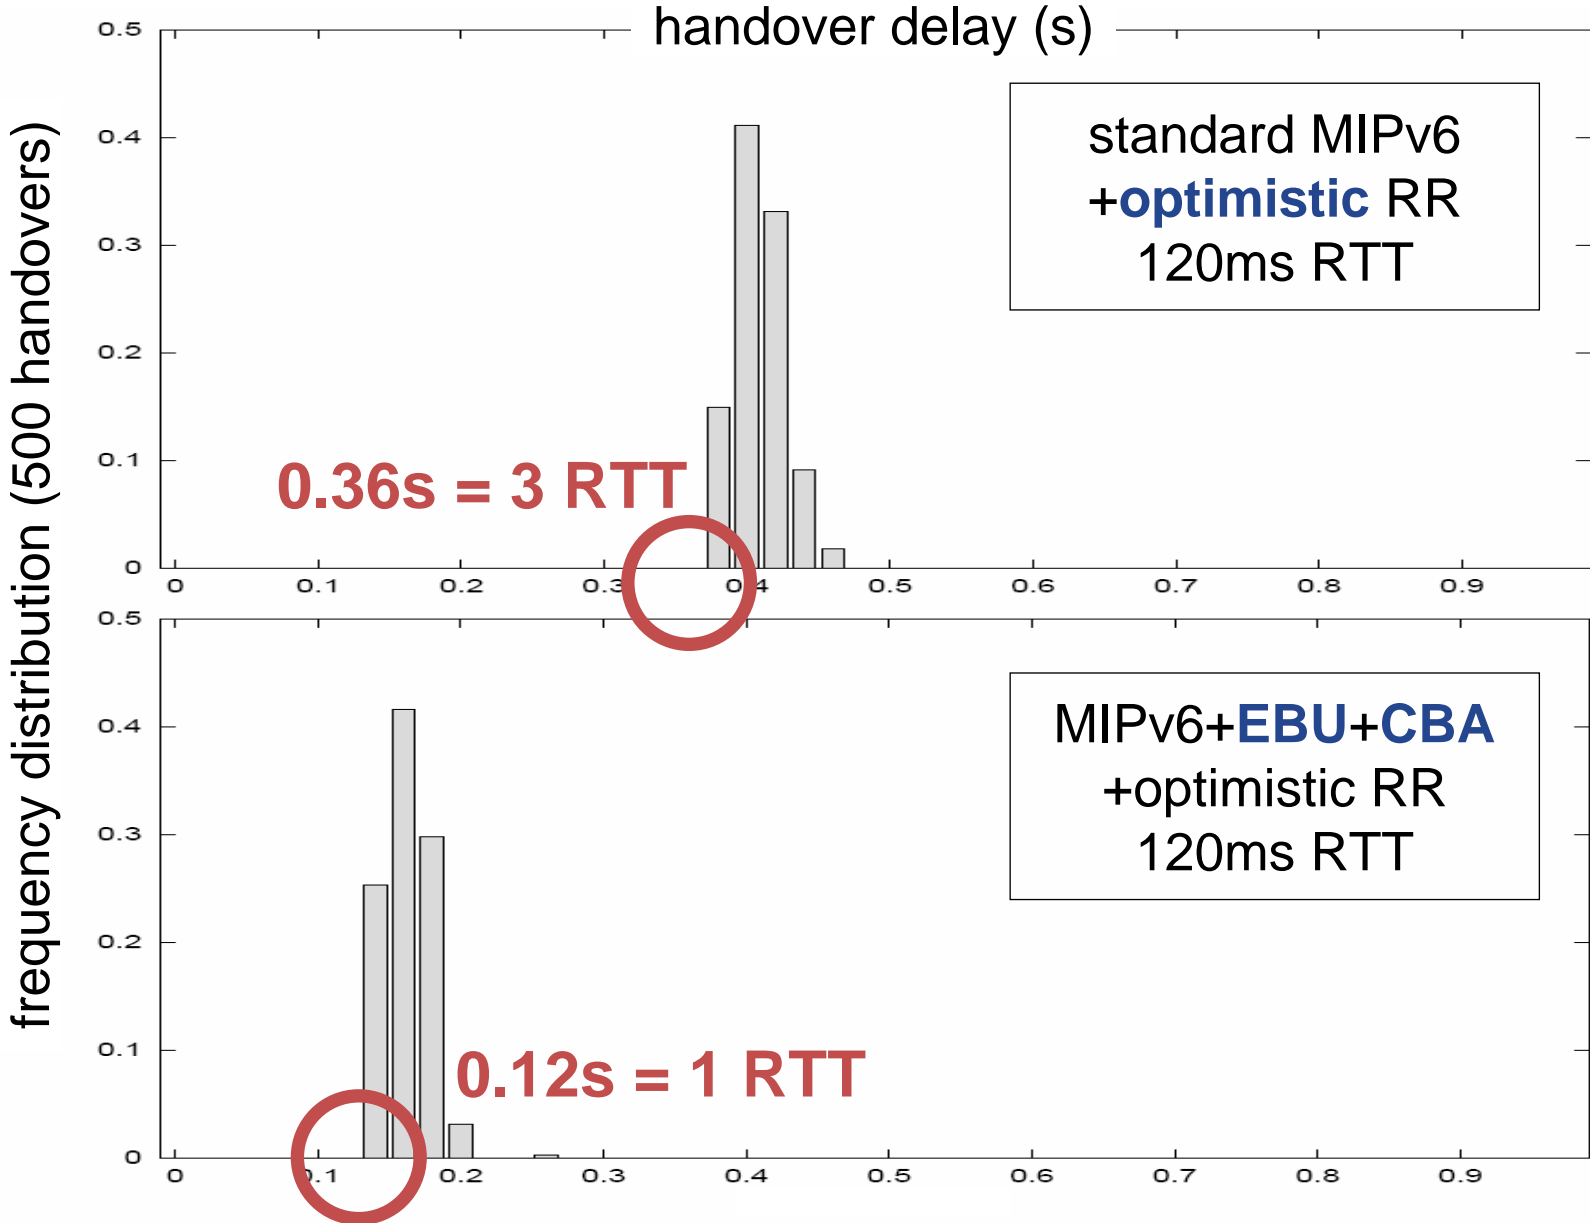 handover delay (s)
frequency distribution (500 handovers)
0.5
0.4
0.3
0.2
0.1
0
standard MIPv6
+optimistic RR
120ms RTT
0.36s = 3 RTT
0 0.1 0.2 0.3 0.4 0.5 0.6 0.7 0.8 0.9
0.5
0.4
0.3
0.2
0.1
0
MIPv6+EBU+CBA
+optimistic RR
120ms RTT
0.12s = 1 RTT
0 0.1 0.2 0.3 0.4 0.5 0.6 0.7 0.8 0.9